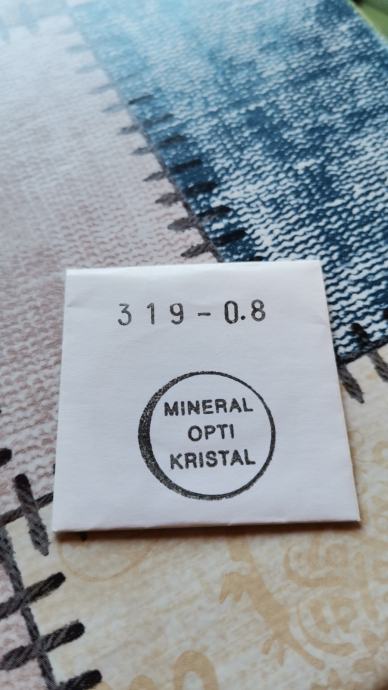 319-0.8
MINERAL
OPTI
KRISTAL